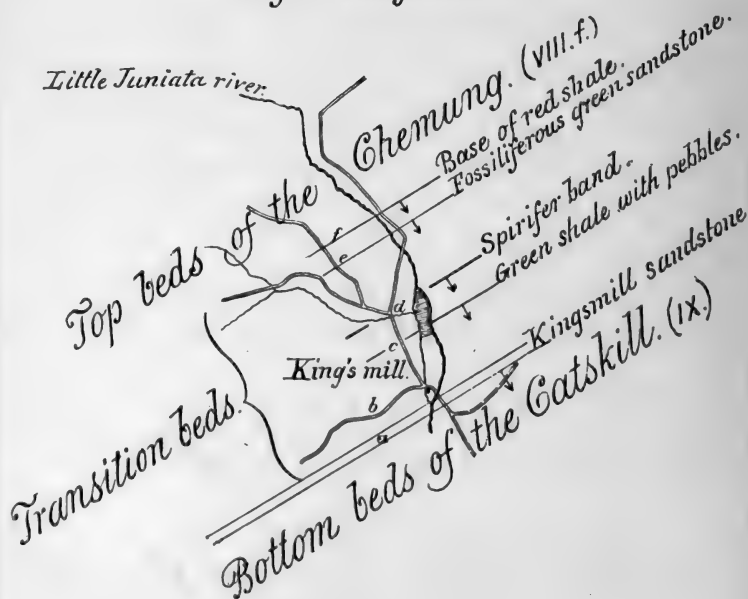 Little Juniata river.
Top beds of the Chemung. (VIII.f.)
Base of red shale.
Fossiliferous green sandstone.
Spirifer band.
Green shale with pebbles.
Kingsmill sandstone
f
e
d
c
King's mill.
b
a
Transition beds.
Bottom beds of the Catskill. (IX.)